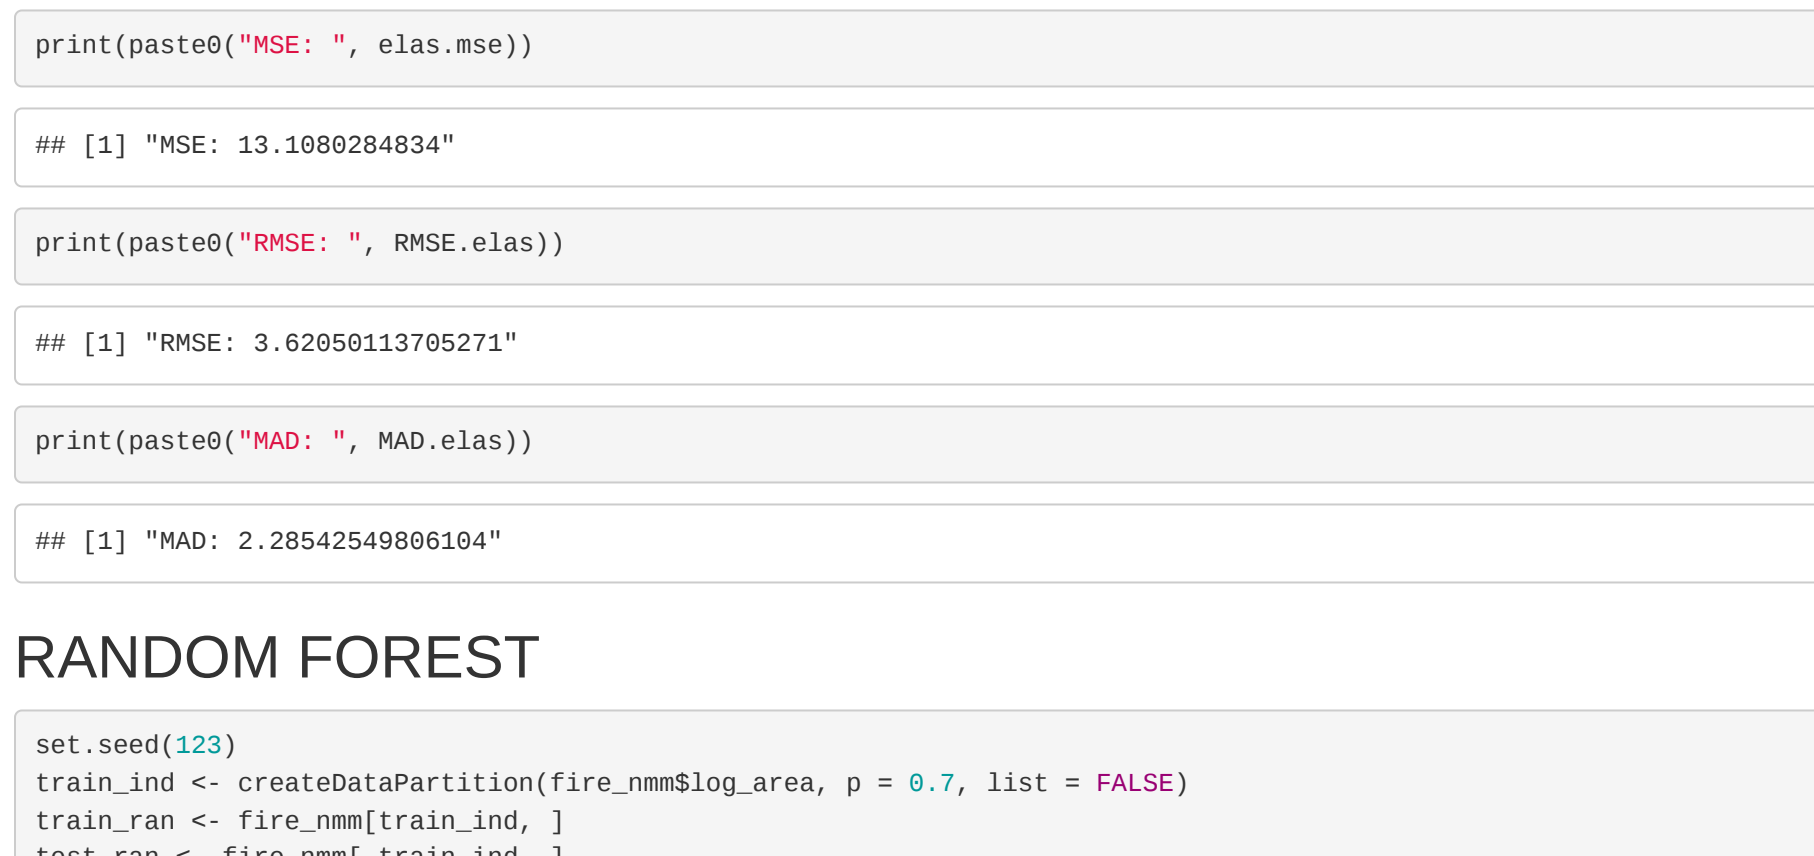 print(paste0("MSE: ", elas.mse))
## [1] "MSE: 13.1080284834"
print(paste0("RMSE: ", RMSE.elas))
## [1] "RMSE: 3.62050113705271"
print(paste0("MAD: ", MAD.elas))
## [1] "MAD: 2.28542549806104"
RANDOM FOREST
set.seed(123)
train_ind <- createDataPartition(fire_nmm$log_area, p = 0.7, list = FALSE)
train_ran <- fire_nmm[train_ind, ]